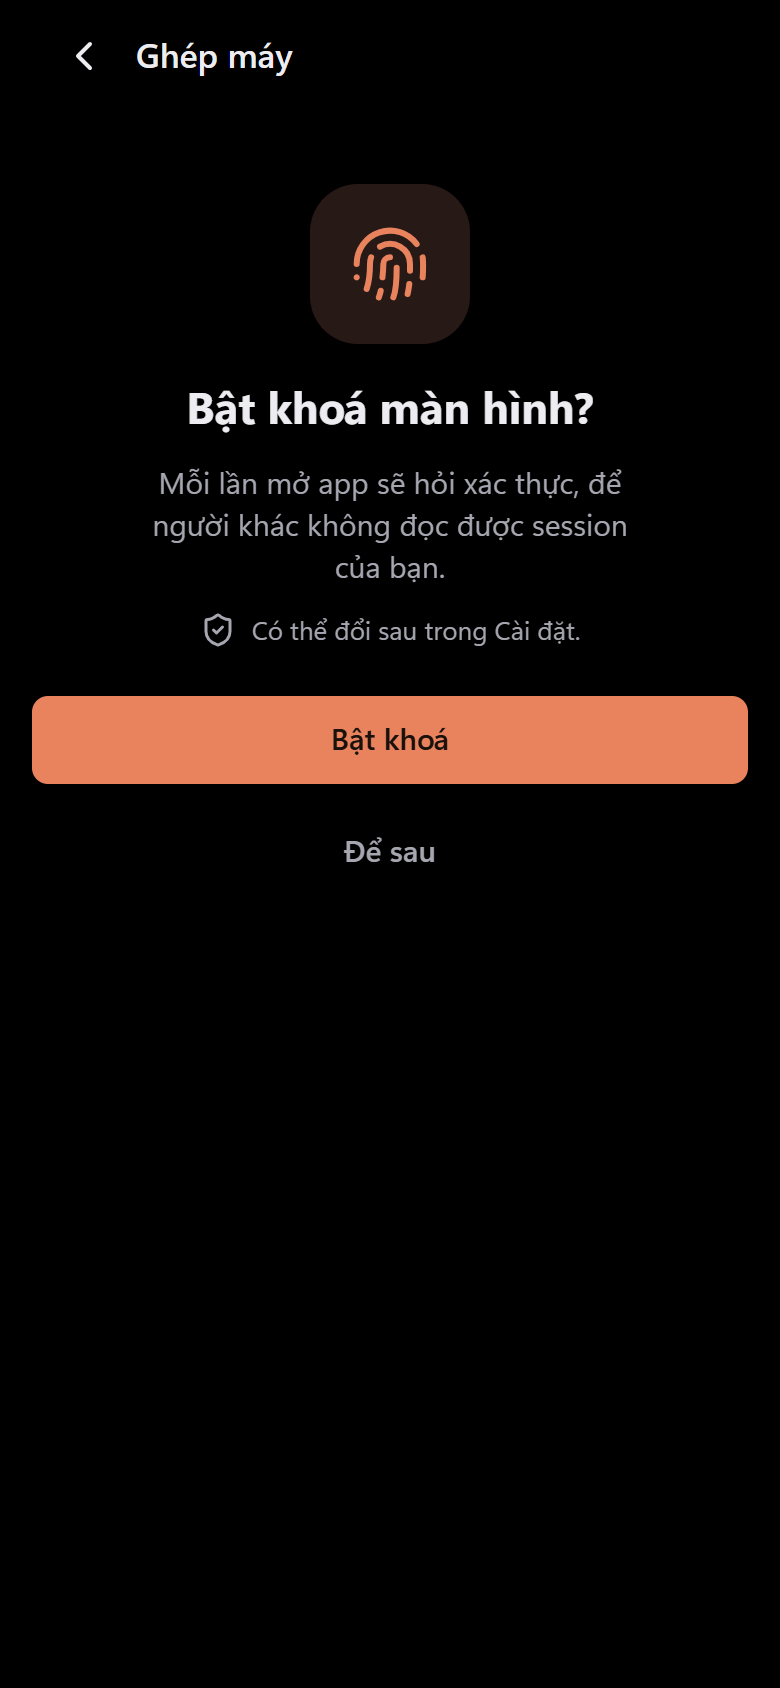 Ghép máy
Bật khoá màn hình?
Mỗi lần mở app sẽ hỏi xác thực, để
người khác không đọc được session
của bạn.
Có thể đổi sau trong Cài đặt.
Bật khoá
Để sau